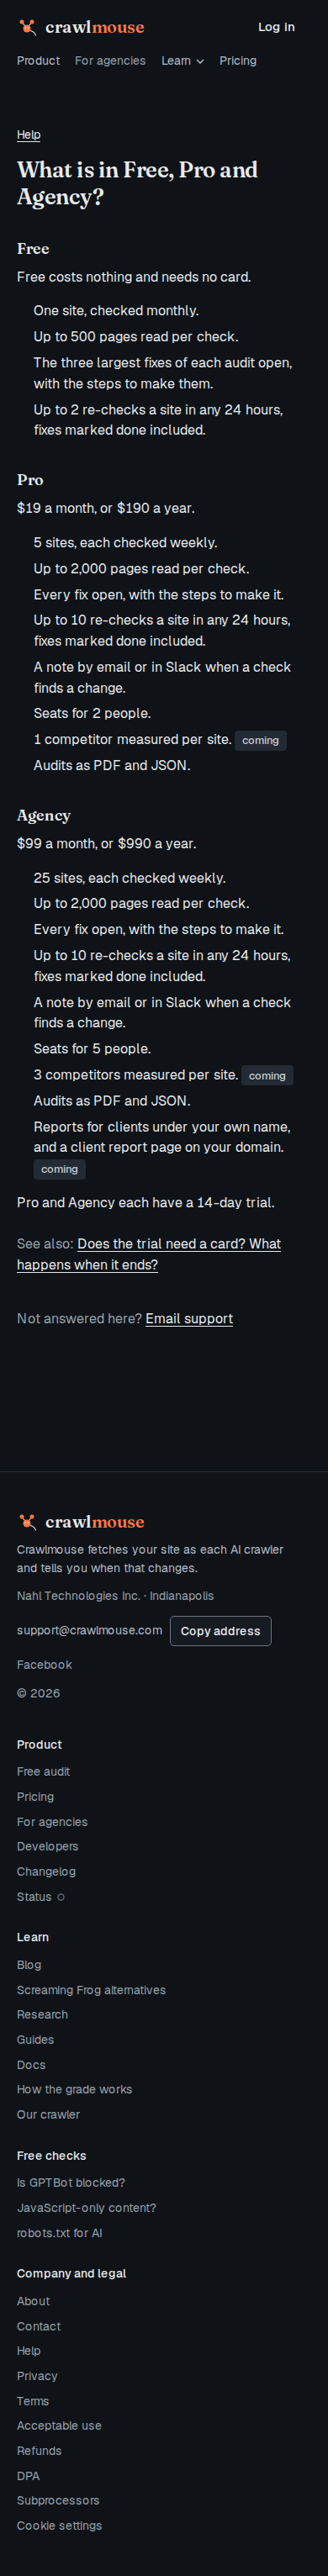 crawlmouse
Log in
Product
For agencies
Learn
Pricing
Help
What is in Free, Pro and
Agency?
Free
Free costs nothing and needs no card.
One site, checked monthly.
Up to 500 pages read per check.
The three largest fixes of each audit open,
with the steps to make them.
Up to 2 re-checks a site in any 24 hours,
fixes marked done included.
Pro
$19 a month, or $190 a year.
5 sites, each checked weekly.
Up to 2,000 pages read per check.
Every fix open, with the steps to make it.
Up to 10 re-checks a site in any 24 hours,
fixes marked done included.
A note by email or in Slack when a check
finds a change.
Seats for 2 people.
1 competitor measured per site. coming
Audits as PDF and JSON.
Agency
$99 a month, or $990 a year.
25 sites, each checked weekly.
Up to 2,000 pages read per check.
Every fix open, with the steps to make it.
Up to 10 re-checks a site in any 24 hours,
fixes marked done included.
A note by email or in Slack when a check
finds a change.
Seats for 5 people.
3 competitors measured per site. coming
Audits as PDF and JSON.
Reports for clients under your own name,
and a client report page on your domain.
coming
Pro and Agency each have a 14-day trial.
See also: Does the trial need a card? What
happens when it ends?
Not answered here? Email support
crawlmouse
Crawlmouse fetches your site as each AI crawler
and tells you when that changes.
Nahl Technologies Inc. · Indianapolis
support@crawlmouse.com Copy address
Facebook
© 2026
Product
Free audit
Pricing
For agencies
Developers
Changelog
Status
Learn
Blog
Screaming Frog alternatives
Research
Guides
Docs
How the grade works
Our crawler
Free checks
Is GPTBot blocked?
JavaScript-only content?
robots.txt for AI
Company and legal
About
Contact
Help
Privacy
Terms
Acceptable use
Refunds
DPA
Subprocessors
Cookie settings